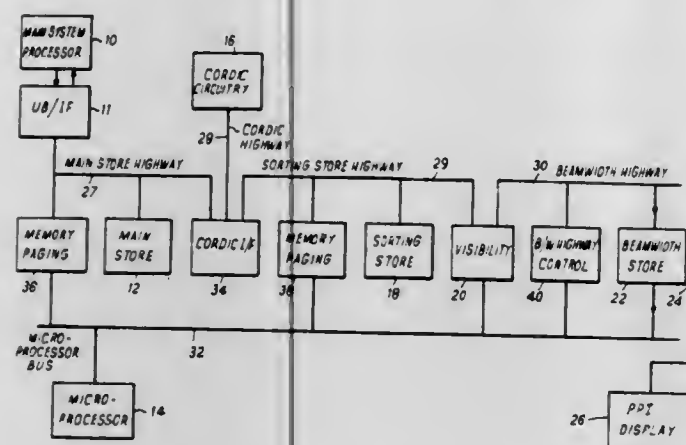 MAIN SYSTEM
PROCESSOR
10
UB/IF
11
16
CORDIC
CIRCUITRY
CORDIC
HIGHWAY
28
MAIN STORE HIGHWAY
27
SORTING STORE HIGHWAY
29
30
BEAMWIDTH HIGHWAY
MEMORY
PAGING
36
MAIN
STORE
12
CORDIC I/F
34
MEMORY
PAGING
38
SORTING
STORE
18
VISIBILITY
20
B/W HIGHWAY
CONTROL
40
BEAMWIDTH
STORE
22
24
MICRO-
PROCESSOR
BUS
32
MICRO-
PROCESSOR
14
26
PPI
DISPLAY